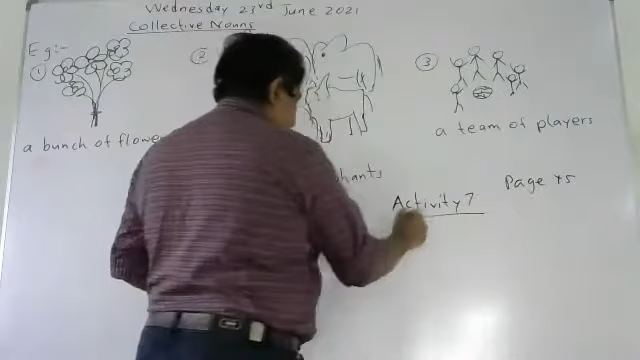 Wednesday 23rd June 2021
Collective Nouns
Eg:-
1
2
3
a bunch of flowe
hants
a team of players
Activity 7
Page 45